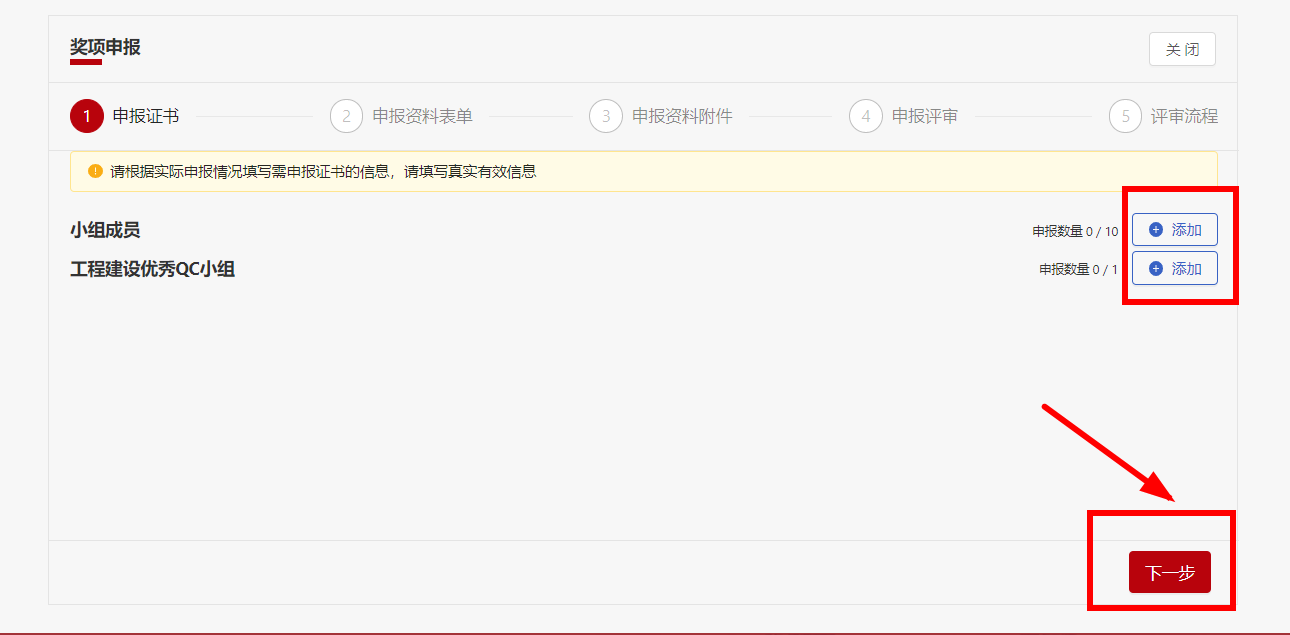 奖项申报
关 闭
1 申报证书 2 申报资料表单 3 申报资料附件 4 申报评审 5 评审流程
请根据实际申报情况填写需申报证书的信息，请填写真实有效信息
小组成员 申报数量 0 / 10 添加
工程建设优秀QC小组 申报数量 0 / 1 添加
下一步